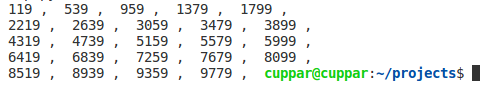 119 ,  539 ,  959 ,  1379 ,  1799 ,
2219 ,  2639 ,  3059 ,  3479 ,  3899 ,
4319 ,  4739 ,  5159 ,  5579 ,  5999 ,
6419 ,  6839 ,  7259 ,  7679 ,  8099 ,
8519 ,  8939 ,  9359 ,  9779 ,  cuppar@cuppar:~/projects$